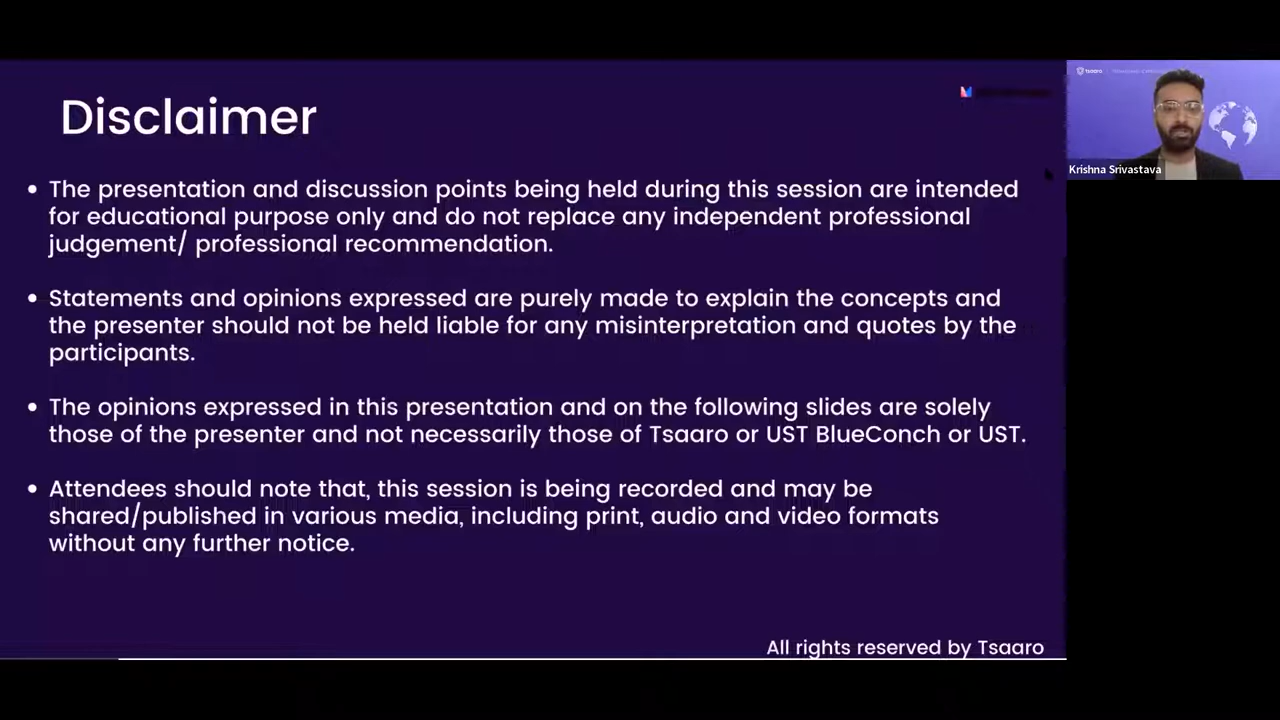 Disclaimer
• The presentation and discussion points being held during this session are intended
for educational purpose only and do not replace any independent professional
judgement/ professional recommendation.
• Statements and opinions expressed are purely made to explain the concepts and
the presenter should not be held liable for any misinterpretation and quotes by the
participants.
• The opinions expressed in this presentation and on the following slides are solely
those of the presenter and not necessarily those of Tsaaro or UST BlueConch or UST.
• Attendees should note that, this session is being recorded and may be
shared/published in various media, including print, audio and video formats
without any further notice.
All rights reserved by Tsaaro
tsaaro
Krishna Srivastava